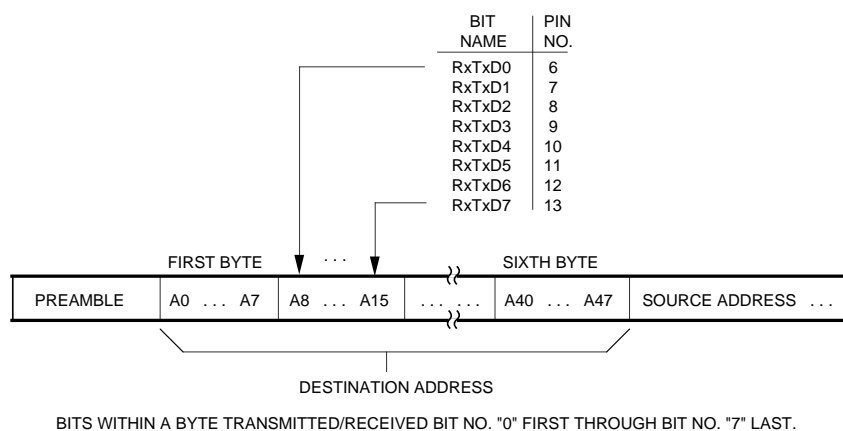 BIT NAME PIN NO.
RxTxD0 6
RxTxD1 7
RxTxD2 8
RxTxD3 9
RxTxD4 10
RxTxD5 11
RxTxD6 12
RxTxD7 13
FIRST BYTE . . . SIXTH BYTE
PREAMBLE A0 . . . A7 A8 . . . A15 . . . . . . A40 . . . A47 SOURCE ADDRESS . . .
DESTINATION ADDRESS
BITS WITHIN A BYTE TRANSMITTED/RECEIVED BIT NO. "0" FIRST THROUGH BIT NO. "7" LAST.